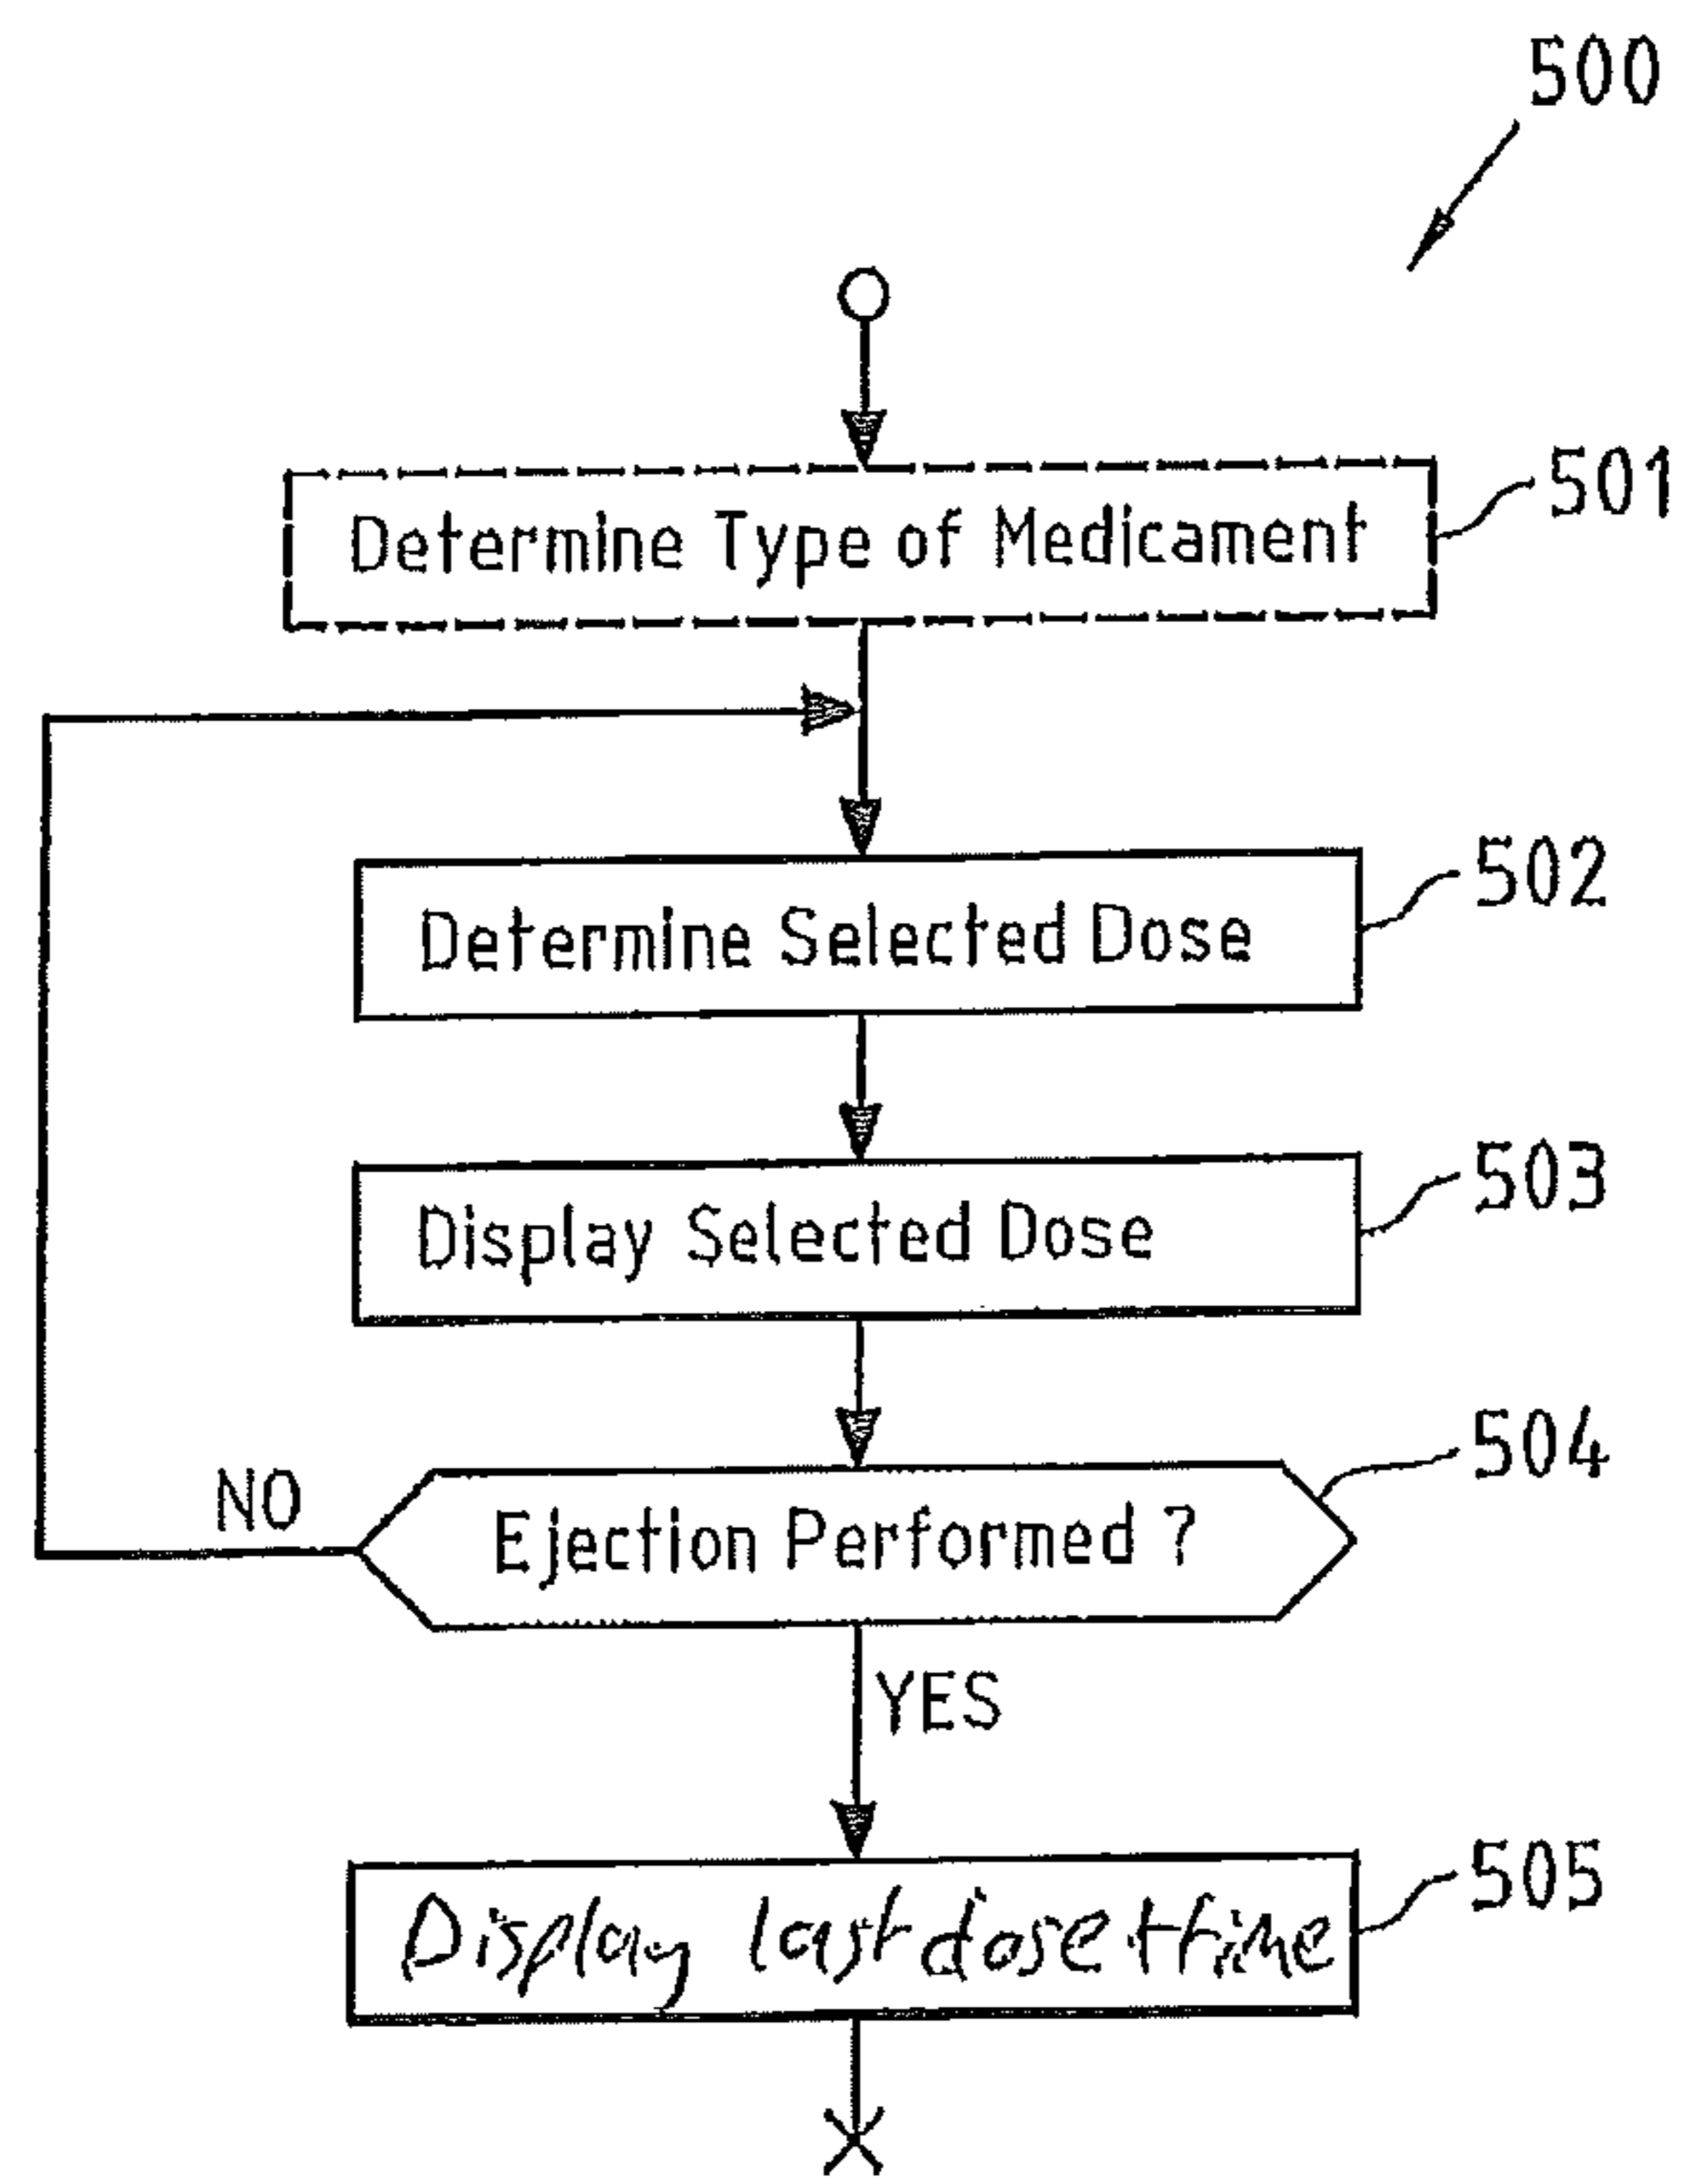 500
Determine Type of Medicament
501
Determine Selected Dose
502
Display Selected Dose
503
Ejection Performed ?
504
NO
YES
Display last dose time
505